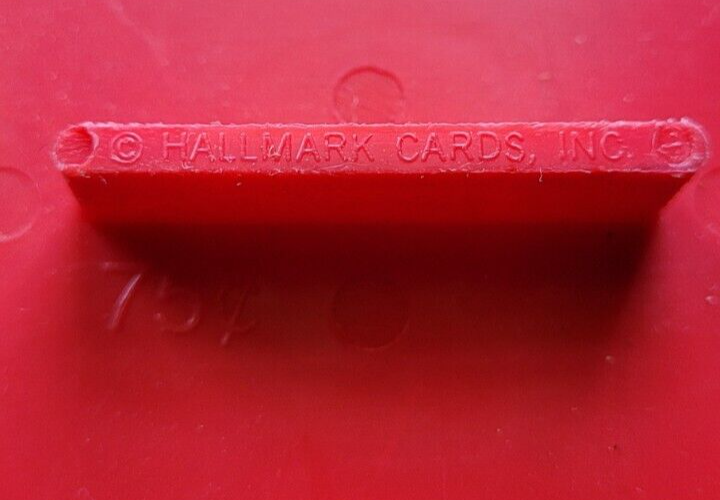 © HALLMARK CARDS, INC.
75¢